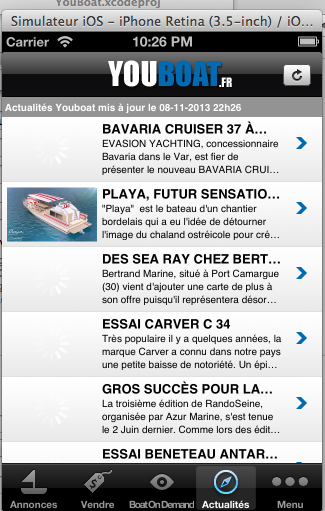 YouBoat.xcodeproj
Simulateur iOS - iPhone Retina (3.5-inch) / iO...
Carrier 10:26 PM
YOUBOAT.FR
Actualités Youboat mis à jour le 08-11-2013 22h26
BAVARIA CRUISER 37 À...
EVASION YACHTING, concessionnaire
Bavaria dans le Var, est fier de
présenter le nouveau BAVARIA CRUI...
PLAYA, FUTUR SENSATIO...
"Playa" est le bateau d'un chantier
bordelais qui a eu l'idée de détourner
l'image du chaland ostréicole pour cré...
DES SEA RAY CHEZ BERT...
Bertrand Marine, situé à Port Camargue
(30) vient d'ajouter une carte de plus à
son offre puisqu'il représentera désor...
ESSAI CARVER C 34
Très populaire il y a quelques années, la
marque Carver a connu dans notre pays
une petite baisse de notoriété. Un épi...
GROS SUCCÈS POUR LA...
La troisième édition de RandoSeine,
organisée par Azur Marine, s'est tenue
le 2 Juin dernier. Comme lors des édit...
ESSAI BENETEAU ANTAR...
Annonces Vendre Boat On Demand Actualités Menu